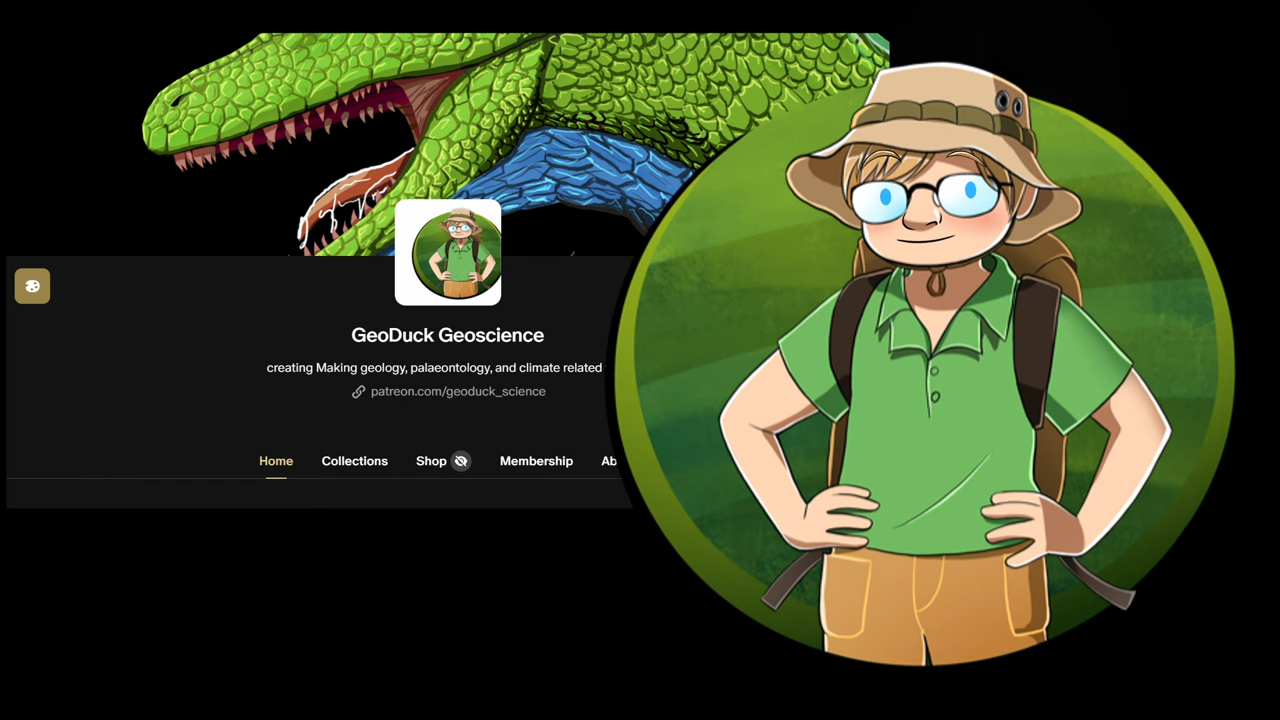 GeoDuck Geoscience
creating Making geology, palaeontology, and climate related
patreon.com/geoduck_science
Home Collections Shop Membership Ab